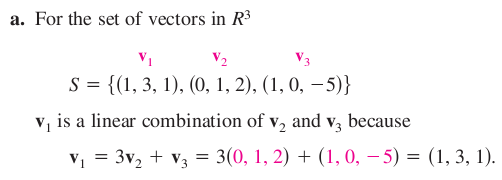 a. For the set of vectors in R³
v₁ v₂ v₃
S = {(1, 3, 1), (0, 1, 2), (1, 0, −5)}
v₁ is a linear combination of v₂ and v₃ because
v₁ = 3v₂ + v₃ = 3(0, 1, 2) + (1, 0, −5) = (1, 3, 1).